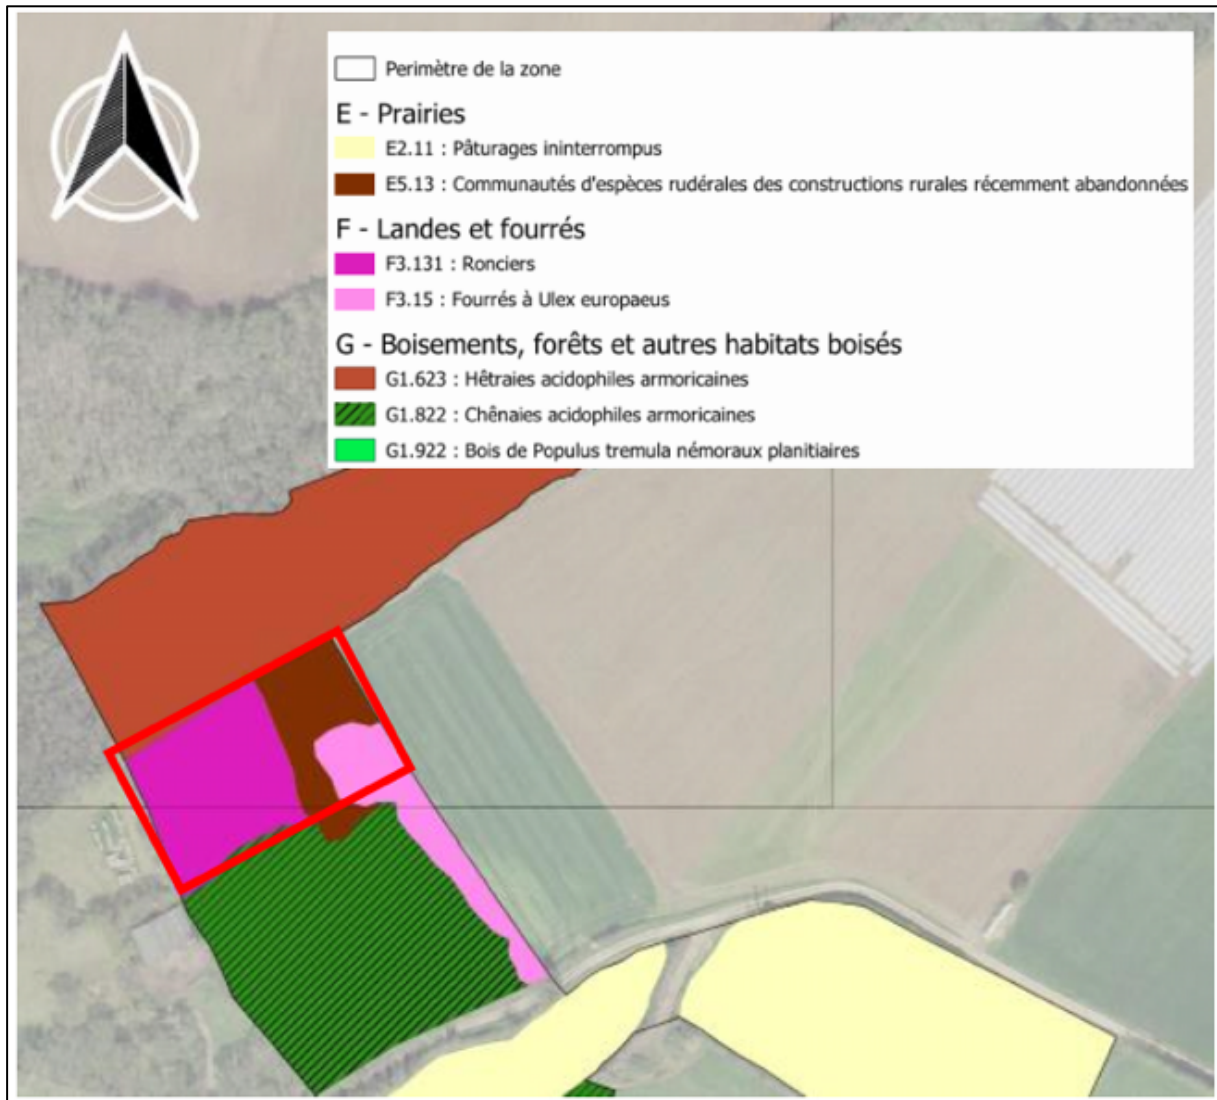 Perimètre de la zone
E - Prairies
E2.11 : Pâturages ininterrompus
E5.13 : Communautés d'espèces rudérales des constructions rurales récemment abandonnées
F - Landes et fourrés
F3.131 : Ronciers
F3.15 : Fourrés à Ulex europaeus
G - Boisements, forêts et autres habitats boisés
G1.623 : Hêtraies acidophiles armoricaines
G1.822 : Chênaies acidophiles armoricaines
G1.922 : Bois de Populus tremula némoraux planitiaires